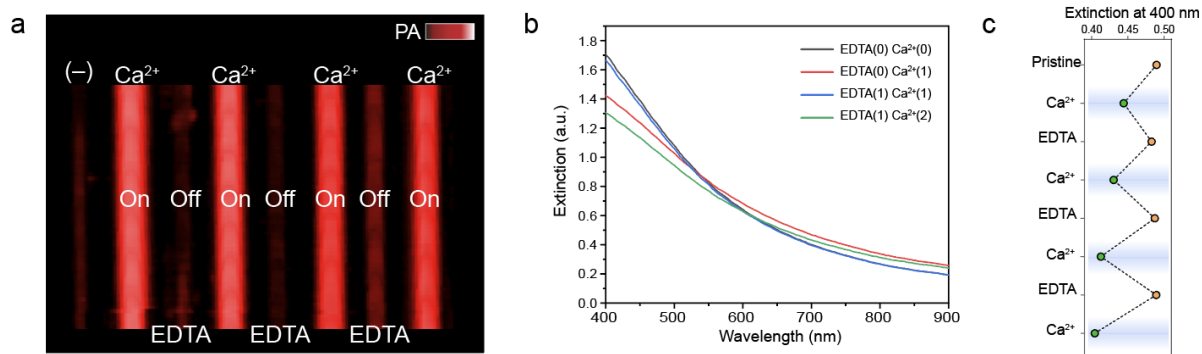 a
PA
(–)
Ca²⁺ Ca²⁺ Ca²⁺ Ca²⁺
On Off On Off On Off On
EDTA EDTA EDTA
b
EDTA(0) Ca²⁺(0)
EDTA(0) Ca²⁺(1)
EDTA(1) Ca²⁺(1)
EDTA(1) Ca²⁺(2)
Extinction (a.u.)
1.8
1.6
1.4
1.2
1.0
0.8
0.6
0.4
0.2
0.0
400 500 600 700 800 900
Wavelength (nm)
c
Extinction at 400 nm
0.40 0.45 0.50
Pristine
Ca²⁺
EDTA
Ca²⁺
EDTA
Ca²⁺
EDTA
Ca²⁺